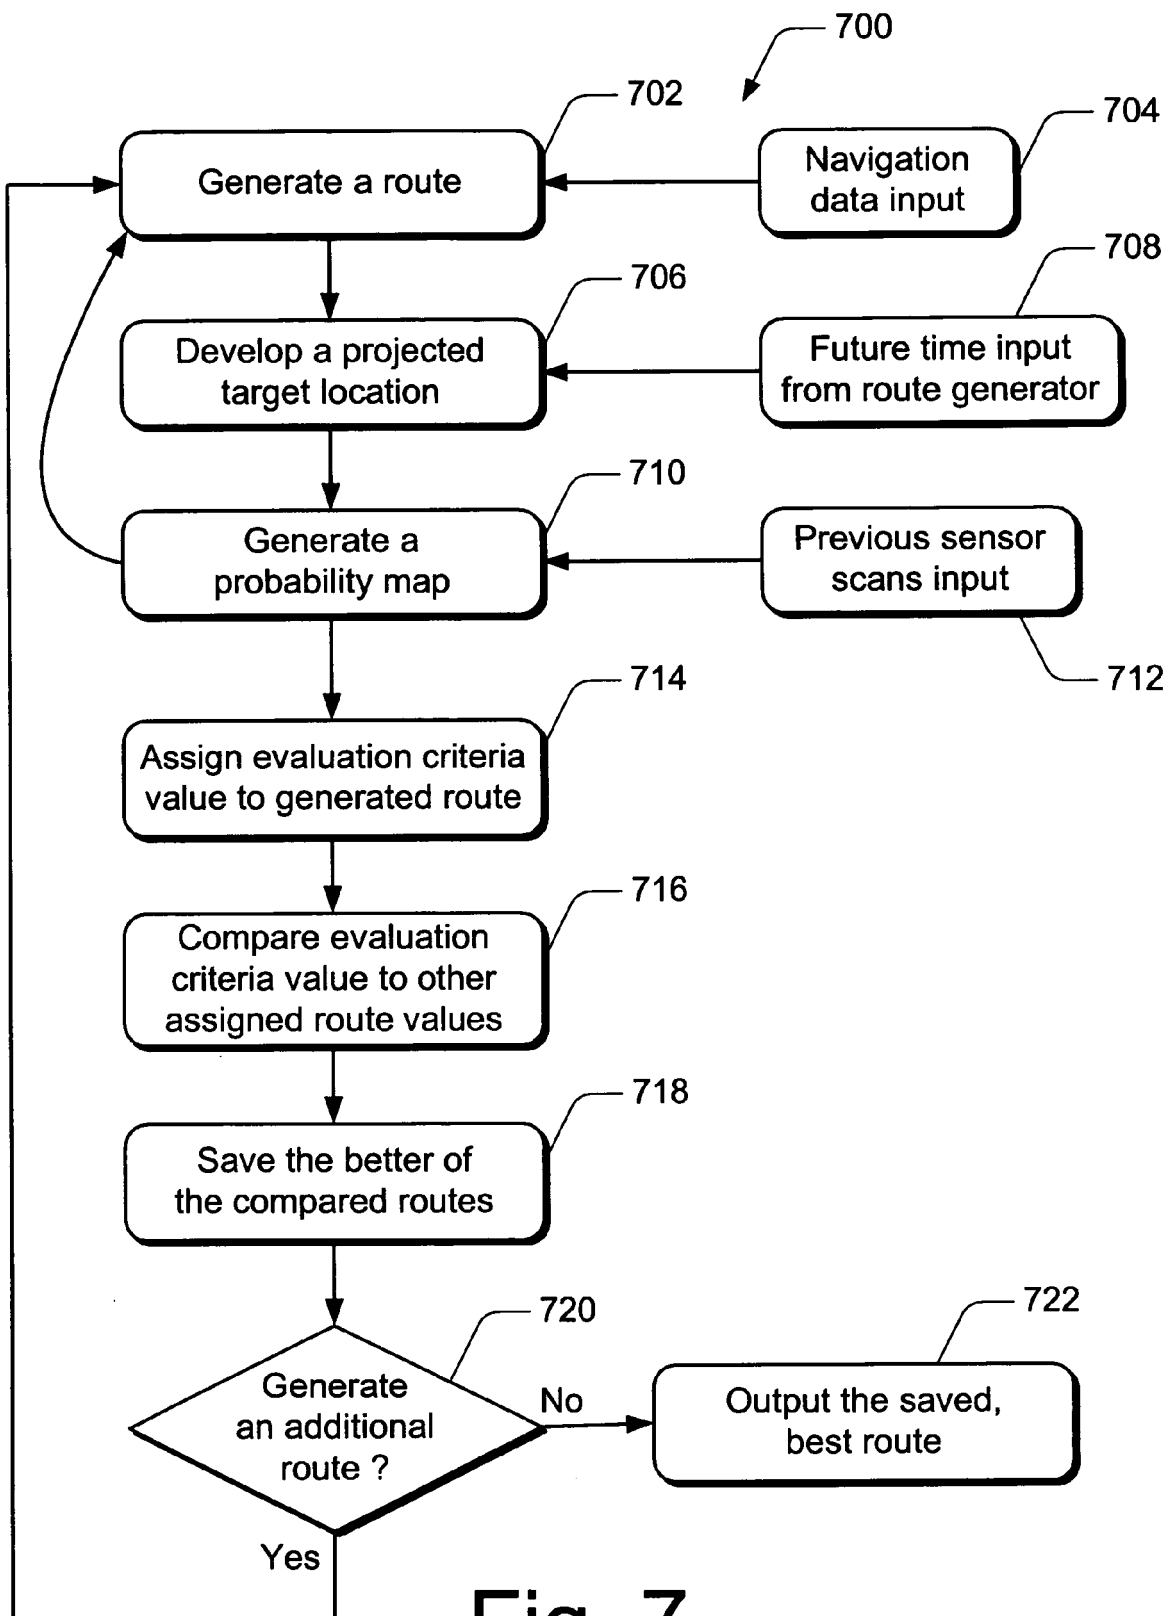 700
702
704
Generate a route
Navigation
data input
706
708
Develop a projected
target location
Future time input
from route generator
710
Generate a
probability map
Previous sensor
scans input
712
714
Assign evaluation criteria
value to generated route
716
Compare evaluation
criteria value to other
assigned route values
718
Save the better of
the compared routes
720
722
Generate
an additional
route ?
No
Output the saved,
best route
Yes
Fig. 7